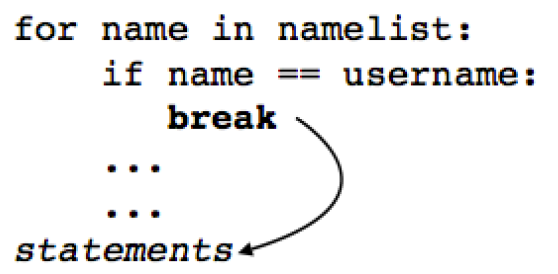 for name in namelist:
    if name == username:
        break
    ...
    ...
statements